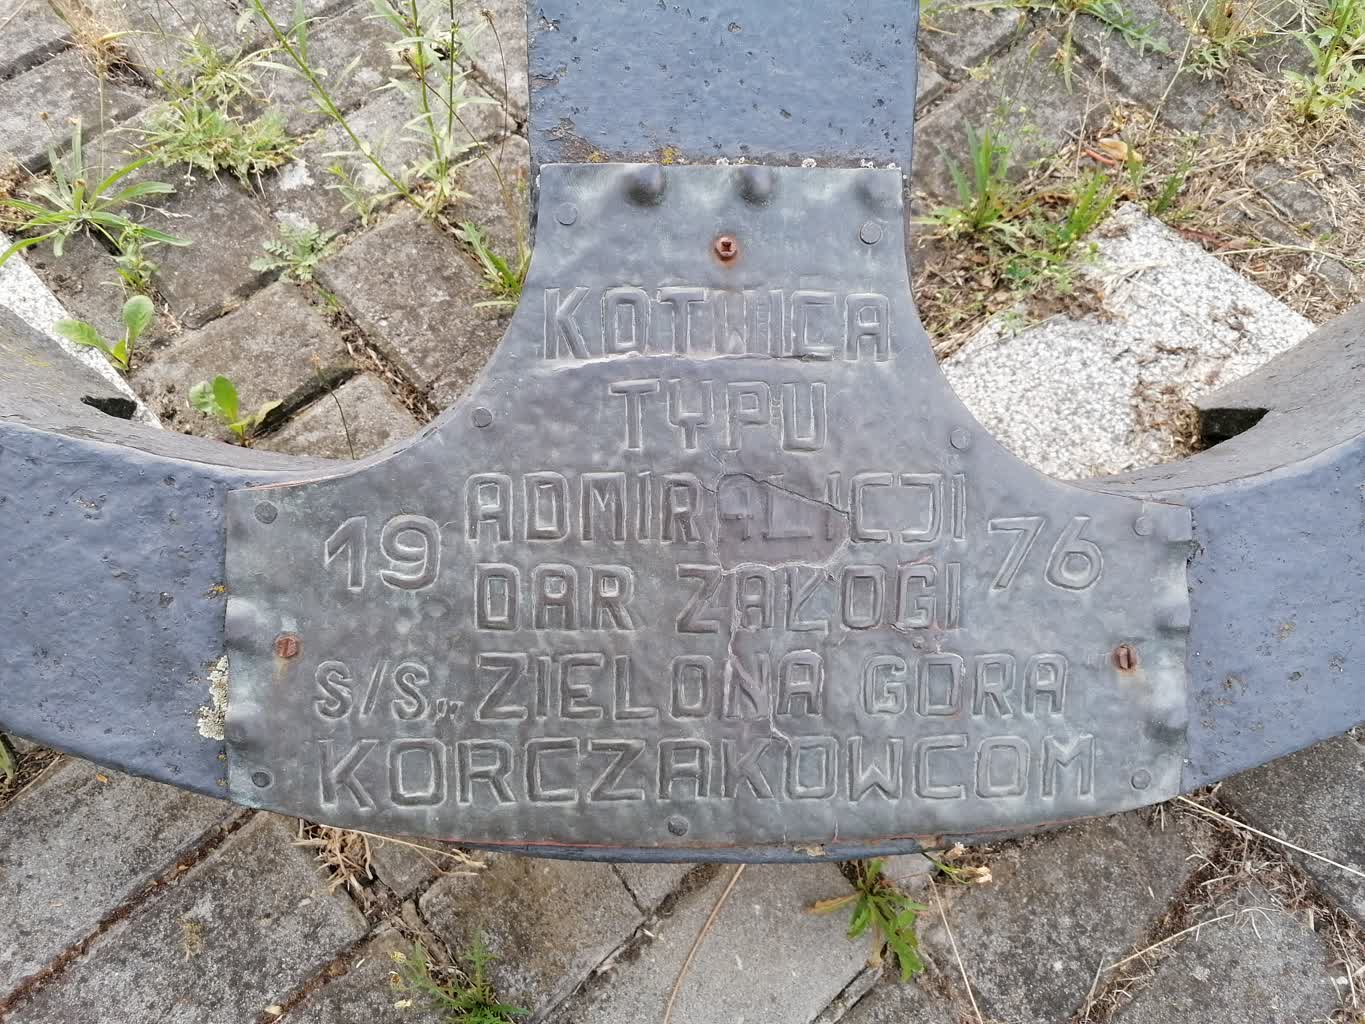 KOTWICA
TYPU
ADMIRALICJI
19 DAR ZAŁOGI 76
S/S „ZIELONA GÓRA
KORCZAKOWCOM